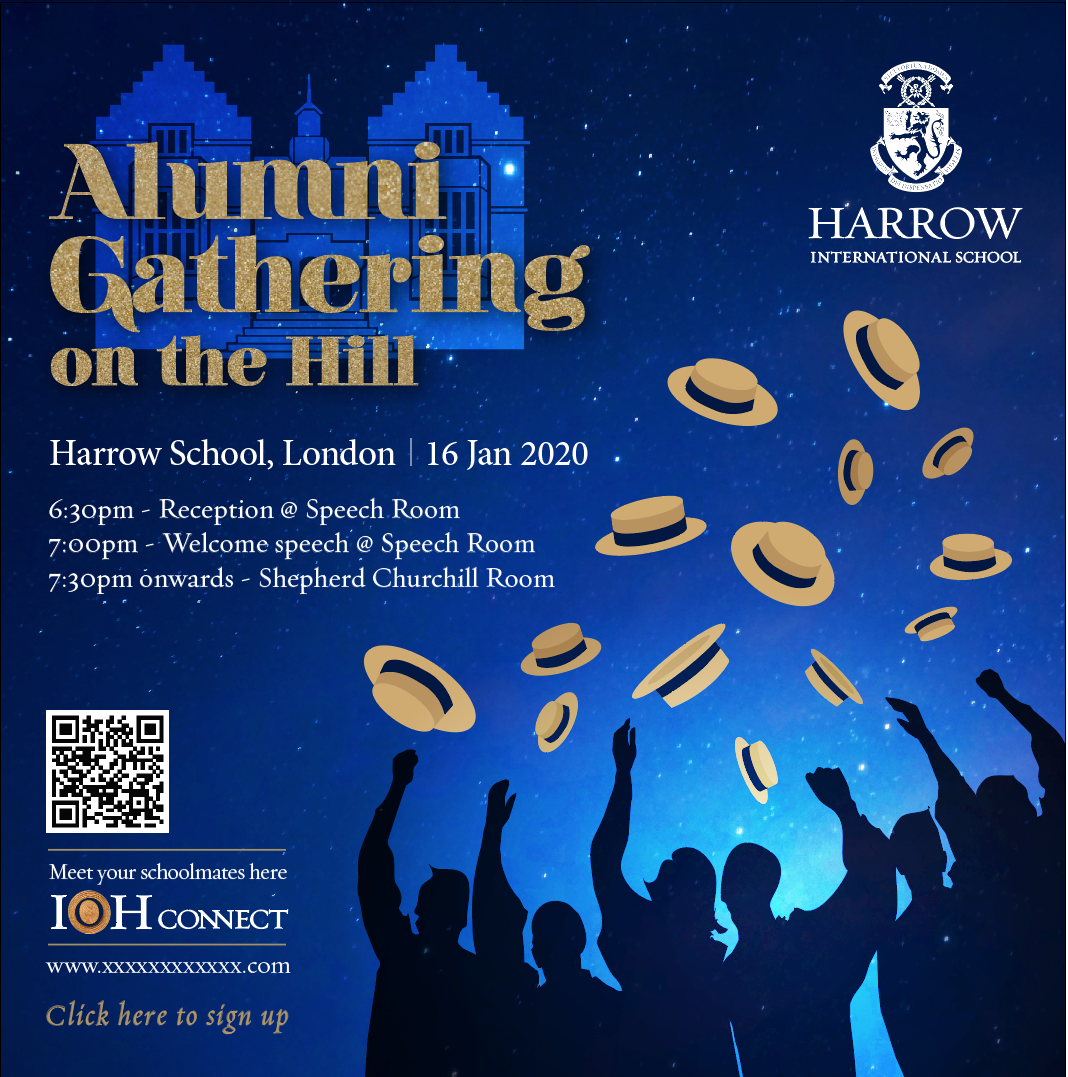 Alumni
Gathering
on the Hill
HARROW
INTERNATIONAL SCHOOL
Harrow School, London | 16 Jan 2020
6:30pm - Reception @ Speech Room
7:00pm - Welcome speech @ Speech Room
7:30pm onwards - Shepherd Churchill Room
Meet your schoolmates here
IOH CONNECT
www.xxxxxxxxxxxx.com
Click here to sign up